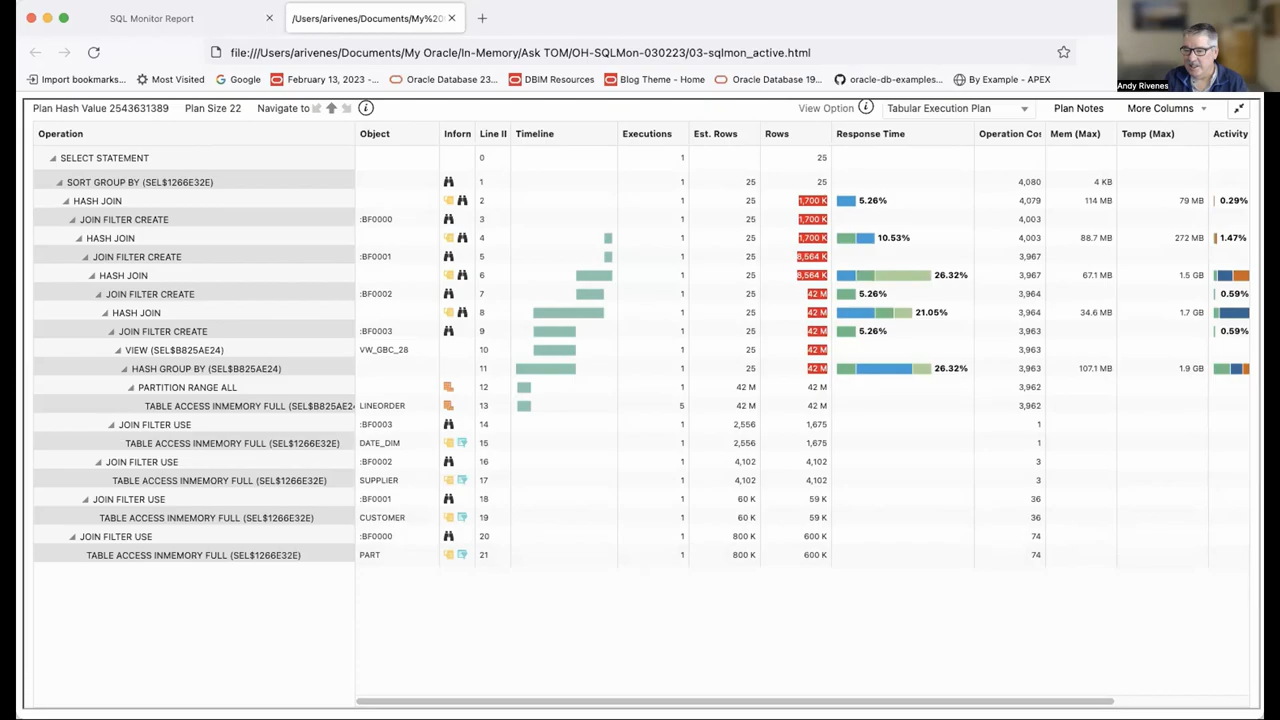 SQL Monitor Report
/Users/arivenes/Documents/My%20
file:///Users/arivenes/Documents/My Oracle/In-Memory/Ask TOM/OH-SQLMon-030223/03-sqlmon_active.html
Import bookmarks... Most Visited Google February 13, 2023 -... Oracle Database 23... DBIM Resources Blog Theme - Home Oracle Database 19... oracle-db-examples... By Example - APEX
Andy Rivenes
Plan Hash Value 2543631389 Plan Size 22 Navigate to View Option Tabular Execution Plan Plan Notes More Columns
Operation Object Inforn Line II Timeline Executions Est. Rows Rows Response Time Operation Co Mem (Max) Temp (Max) Activity
SELECT STATEMENT 0 1 25
SORT GROUP BY (SEL$1266E32E) 1 1 25 25 4,080 4 KB
HASH JOIN 2 1 25 1,700 K 5.26% 4,079 114 MB 79 MB 0.29%
JOIN FILTER CREATE :BF0000 3 1 25 1,700 K 4,003
HASH JOIN 4 1 25 1,700 K 10.53% 4,003 88.7 MB 272 MB 1.47%
JOIN FILTER CREATE :BF0001 5 1 25 8,564 K 3,967
HASH JOIN 6 1 25 8,564 K 26.32% 3,967 67.1 MB 1.5 GB
JOIN FILTER CREATE :BF0002 7 1 25 42 M 5.26% 3,964 0.59%
HASH JOIN 8 1 25 42 M 21.05% 3,964 34.6 MB 1.7 GB
JOIN FILTER CREATE :BF0003 9 1 25 42 M 5.26% 3,963 0.59%
VIEW (SEL$B825AE24) VW_GBC_28 10 1 25 42 M 3,963
HASH GROUP BY (SEL$B825AE24) 11 1 25 42 M 26.32% 3,963 107.1 MB 1.9 GB
PARTITION RANGE ALL 12 1 42 M 42 M 3,962
TABLE ACCESS INMEMORY FULL (SEL$B825AE24 LINEORDER 13 5 42 M 42 M 3,962
JOIN FILTER USE :BF0003 14 1 2,556 1,675 1
TABLE ACCESS INMEMORY FULL (SEL$1266E32E) DATE_DIM 15 1 2,556 1,675 1
JOIN FILTER USE :BF0002 16 1 4,102 4,102 3
TABLE ACCESS INMEMORY FULL (SEL$1266E32E) SUPPLIER 17 1 4,102 4,102 3
JOIN FILTER USE :BF0001 18 1 60 K 59 K 36
TABLE ACCESS INMEMORY FULL (SEL$1266E32E) CUSTOMER 19 1 60 K 59 K 36
JOIN FILTER USE :BF0000 20 1 800 K 600 K 74
TABLE ACCESS INMEMORY FULL (SEL$1266E32E) PART 21 1 800 K 600 K 74